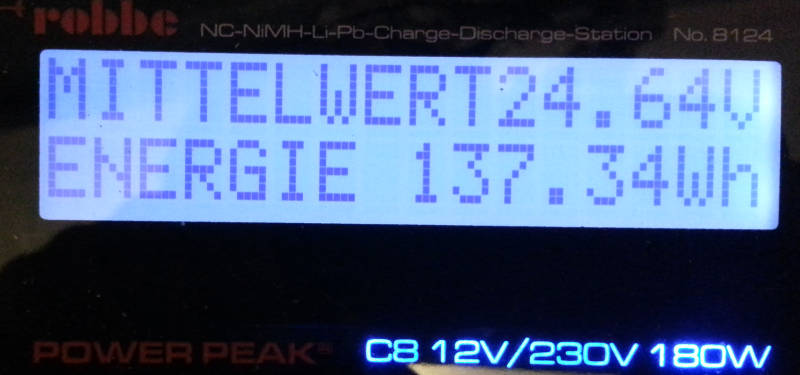 robbe NC-NiMH-Li-Pb-Charge-Discharge-Station No. 8124
MITTELWERT24.64V
ENERGIE 137.34Wh
POWER PEAK® C8 12V/230V 180W